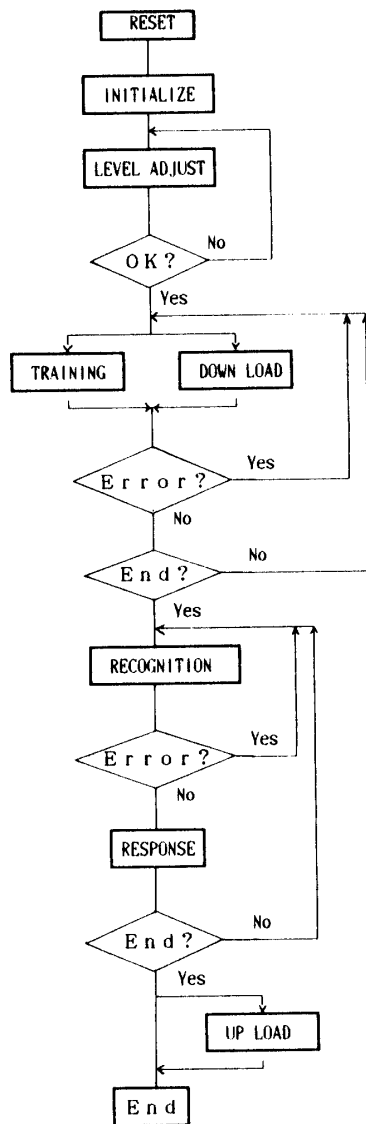 RESET
INITIALIZE
LEVEL ADJUST
No
OK?
Yes
TRAINING
DOWN LOAD
Yes
Error?
No
No
End?
Yes
RECOGNITION
Yes
Error?
No
RESPONSE
No
End?
Yes
UP LOAD
End